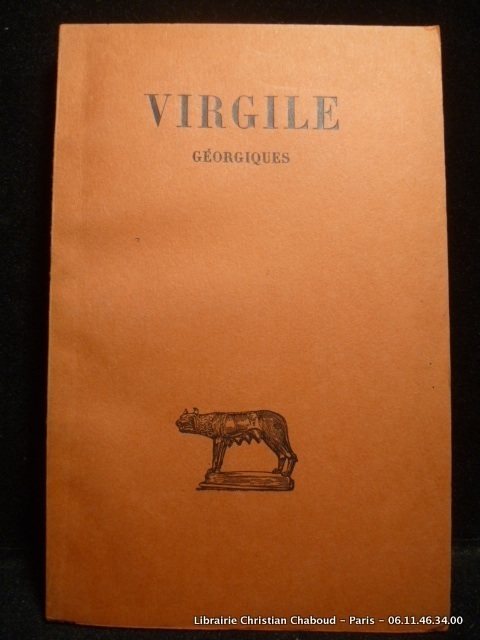 VIRGILE
GÉORGIQUES
Librairie Christian Chaboud - Paris - 06.11.46.34.00